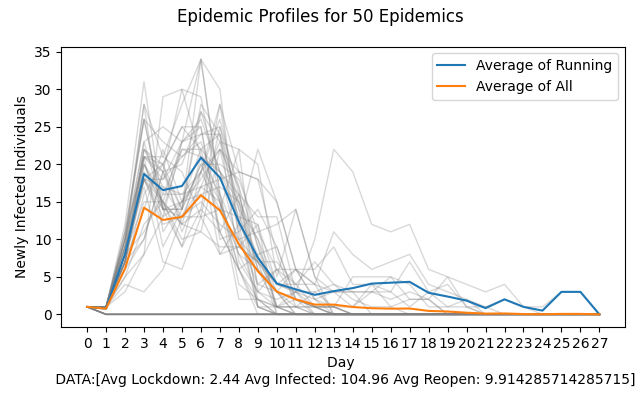 Epidemic Profiles for 50 Epidemics
Newly Infected Individuals
35
30
25
20
15
10
5
0
Average of Running
Average of All
0 1 2 3 4 5 6 7 8 9 10 11 12 13 14 15 16 17 18 19 20 21 22 23 24 25 26 27
Day
DATA:[Avg Lockdown: 2.44 Avg Infected: 104.96 Avg Reopen: 9.914285714285715]